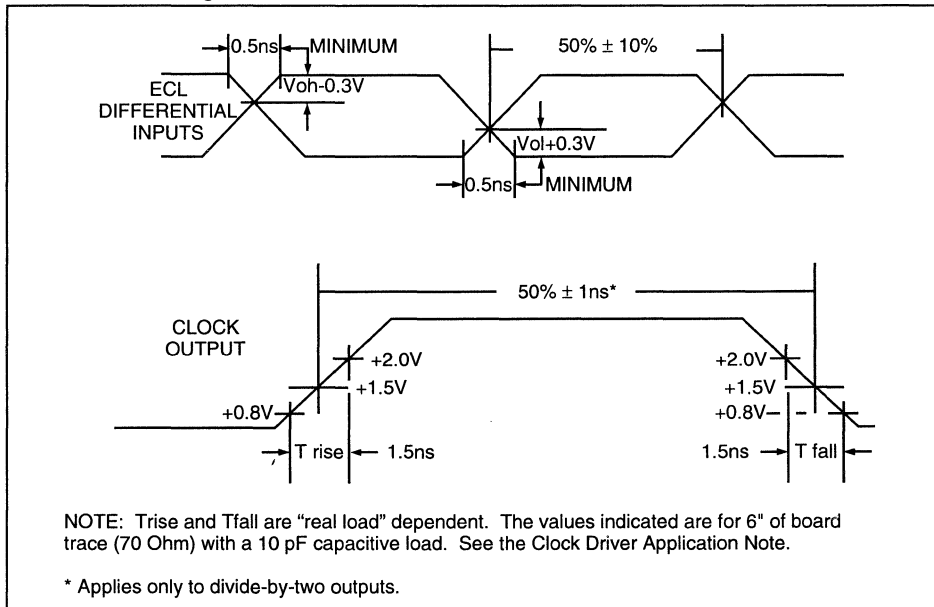 0.5ns MINIMUM
50% ± 10%
Voh-0.3V
ECL
DIFFERENTIAL
INPUTS
Vol+0.3V
0.5ns MINIMUM
50% ± 1ns*
CLOCK
OUTPUT
+2.0V
+2.0V
+1.5V
+1.5V
+0.8V
+0.8V
T rise 1.5ns
1.5ns T fall
NOTE: Trise and Tfall are "real load" dependent. The values indicated are for 6" of board
trace (70 Ohm) with a 10 pF capacitive load. See the Clock Driver Application Note.
* Applies only to divide-by-two outputs.